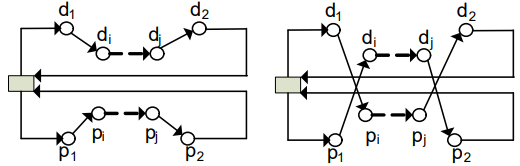 d1 d2 d1 d2
di dj di dj
pi pj pi pj
p1 p2 p1 p2